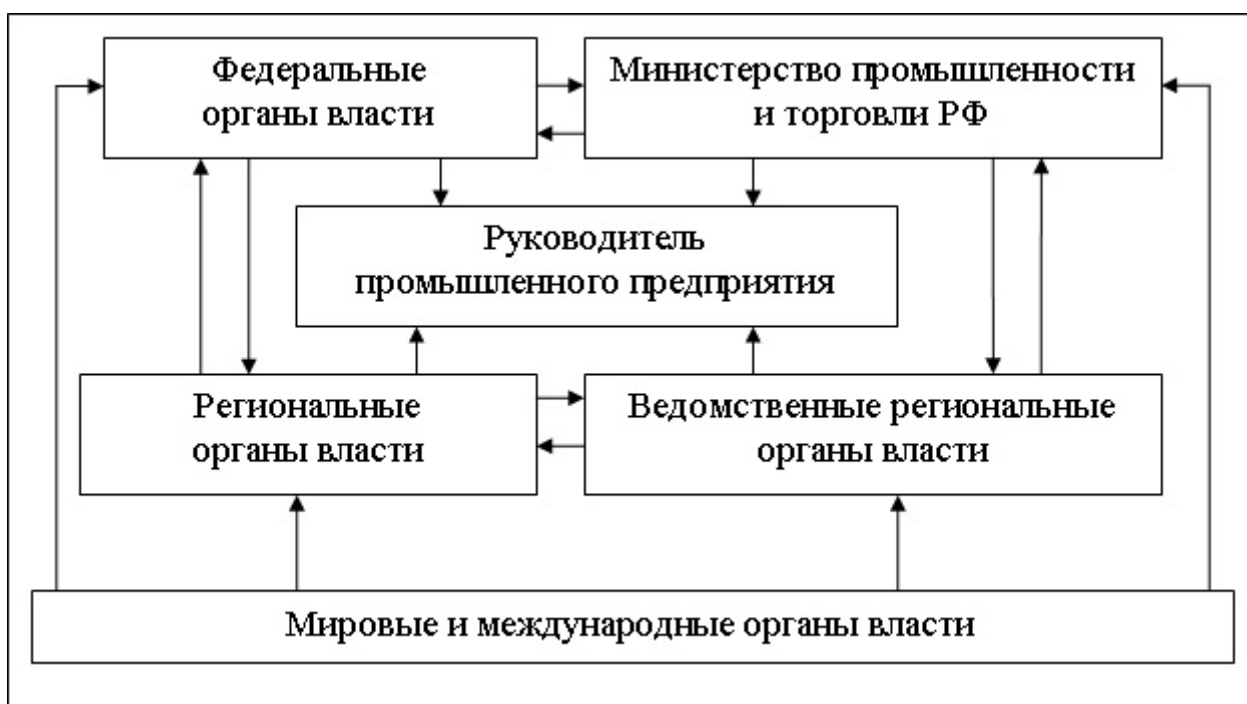 Федеральные
органы власти
Министерство промышленности
и торговли РФ
Руководитель
промышленного предприятия
Региональные
органы власти
Ведомственные региональные
органы власти
Мировые и международные органы власти